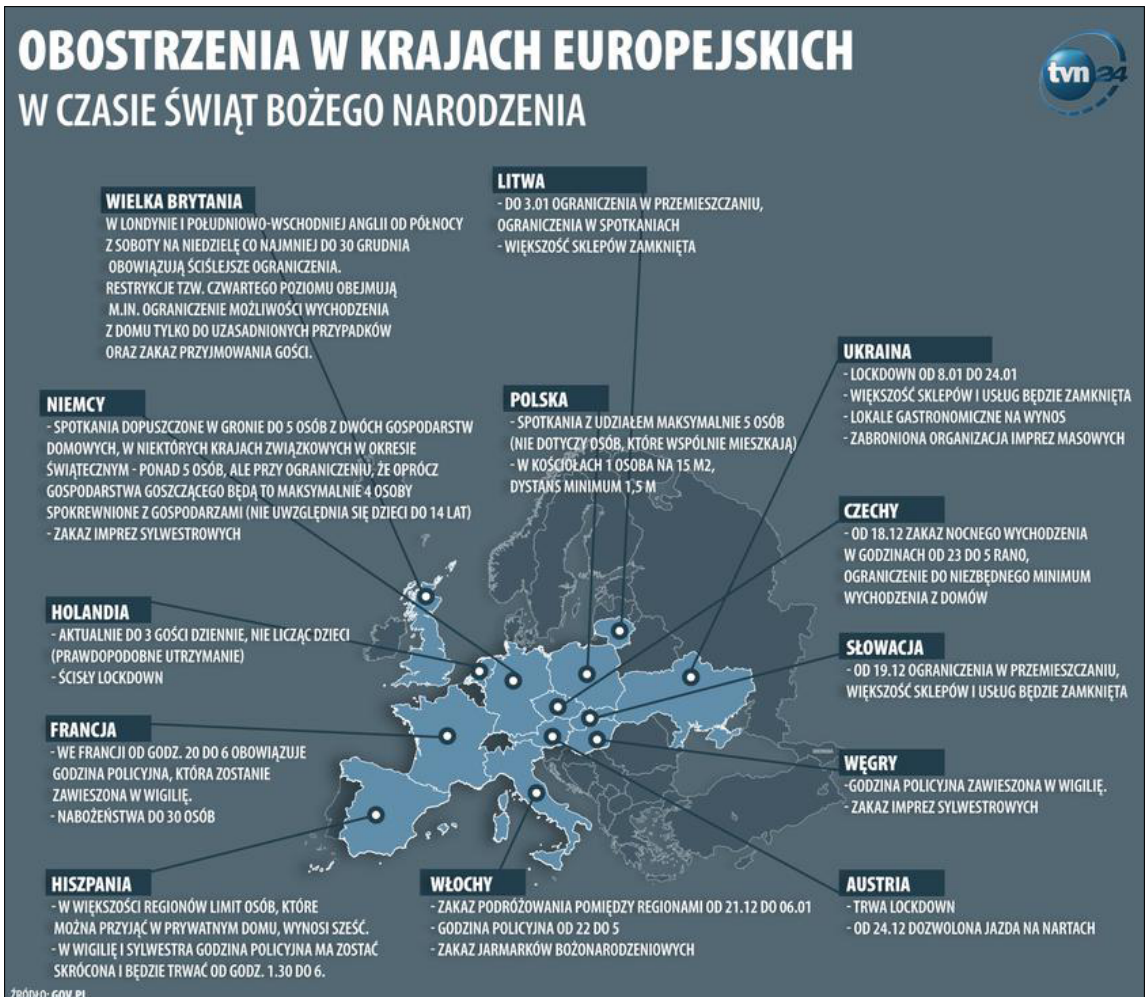 OBOSTRZENIA W KRAJACH EUROPEJSKICH
W CZASIE ŚWIĄT BOŻEGO NARODZENIA
tvn 24
WIELKA BRYTANIA
W LONDYNIE I POŁUDNIOWO-WSCHODNIEJ ANGLII OD PÓŁNOCY
Z SOBOTY NA NIEDZIELĘ CO NAJMNIEJ DO 30 GRUDNIA
OBOWIĄZUJĄ ŚCIŚLEJSZE OGRANICZENIA.
RESTRYKCJE TZW. CZWARTEGO POZIOMU OBEJMUJĄ
M.IN. OGRANICZENIE MOŻLIWOŚCI WYCHODZENIA
Z DOMU TYLKO DO UZASADNIONYCH PRZYPADKÓW
ORAZ ZAKAZ PRZYJMOWANIA GOŚCI.
LITWA
- DO 3.01 OGRANICZENIA W PRZEMIESZCZANIU,
OGRANICZENIA W SPOTKANIACH
- WIĘKSZOŚĆ SKLEPÓW ZAMKNIĘTA
UKRAINA
- LOCKDOWN OD 8.01 DO 24.01
- WIĘKSZOŚĆ SKLEPÓW I USŁUG BĘDZIE ZAMKNIĘTA
- LOKALE GASTRONOMICZNE NA WYNOS
- ZABRONIONA ORGANIZACJA IMPREZ MASOWYCH
NIEMCY
- SPOTKANIA DOPUSZCZONE W GRONIE DO 5 OSÓB Z DWÓCH GOSPODARSTW
DOMOWYCH, W NIEKTÓRYCH KRAJACH ZWIĄZKOWYCH W OKRESIE
ŚWIĄTECZNYM - PONAD 5 OSÓB, ALE PRZY OGRANICZENIU, ŻE OPRÓCZ
GOSPODARSTWA GOSZCZĄCEGO BĘDĄ TO MAKSYMALNIE 4 OSOBY
SPOKREWNIONE Z GOSPODARZAMI (NIE UWZGLĘDNIA SIĘ DZIECI DO 14 LAT)
- ZAKAZ IMPREZ SYLWESTROWYCH
POLSKA
- SPOTKANIA Z UDZIAŁEM MAKSYMALNIE 5 OSÓB
(NIE DOTYCZY OSÓB, KTÓRE WSPÓLNIE MIESZKAJĄ)
- W KOŚCIOŁACH 1 OSOBA NA 15 M2,
DYSTANS MINIMUM 1,5 M
CZECHY
- OD 18.12 ZAKAZ NOCNEGO WYCHODZENIA
W GODZINACH OD 23 DO 5 RANO,
OGRANICZENIE DO NIEZBĘDNEGO MINIMUM
WYCHODZENIA Z DOMÓW
HOLANDIA
- AKTUALNIE DO 3 GOŚCI DZIENNIE, NIE LICZĄC DZIECI
(PRAWDOPODOBNE UTRZYMANIE)
- ŚCISŁY LOCKDOWN
SŁOWACJA
- OD 19.12 OGRANICZENIA W PRZEMIESZCZANIU,
WIĘKSZOŚĆ SKLEPÓW I USŁUG BĘDZIE ZAMKNIĘTA
FRANCJA
- WE FRANCJI OD GODZ. 20 DO 6 OBOWIĄZUJE
GODZINA POLICYJNA, KTÓRA ZOSTANIE
ZAWIESZONA W WIGILIĘ.
- NABOŻEŃSTWA DO 30 OSÓB
WĘGRY
-GODZINA POLICYJNA ZAWIESZONA W WIGILIĘ.
- ZAKAZ IMPREZ SYLWESTROWYCH
HISZPANIA
- W WIĘKSZOŚCI REGIONÓW LIMIT OSÓB, KTÓRE
MOŻNA PRZYJĄĆ W PRYWATNYM DOMU, WYNOSI SZEŚĆ.
- W WIGILIĘ I SYLWESTRA GODZINA POLICYJNA MA ZOSTAĆ
SKRÓCONA I BĘDZIE TRWAĆ OD GODZ. 1.30 DO 6.
WŁOCHY
- ZAKAZ PODRÓŻOWANIA POMIĘDZY REGIONAMI OD 21.12 DO 06.01
- GODZINA POLICYJNA OD 22 DO 5
- ZAKAZ JARMARKÓW BOŻONARODZENIOWYCH
AUSTRIA
- TRWA LOCKDOWN
- OD 24.12 DOZWOLONA JAZDA NA NARTACH
ŹRÓDŁO: GOV.PL